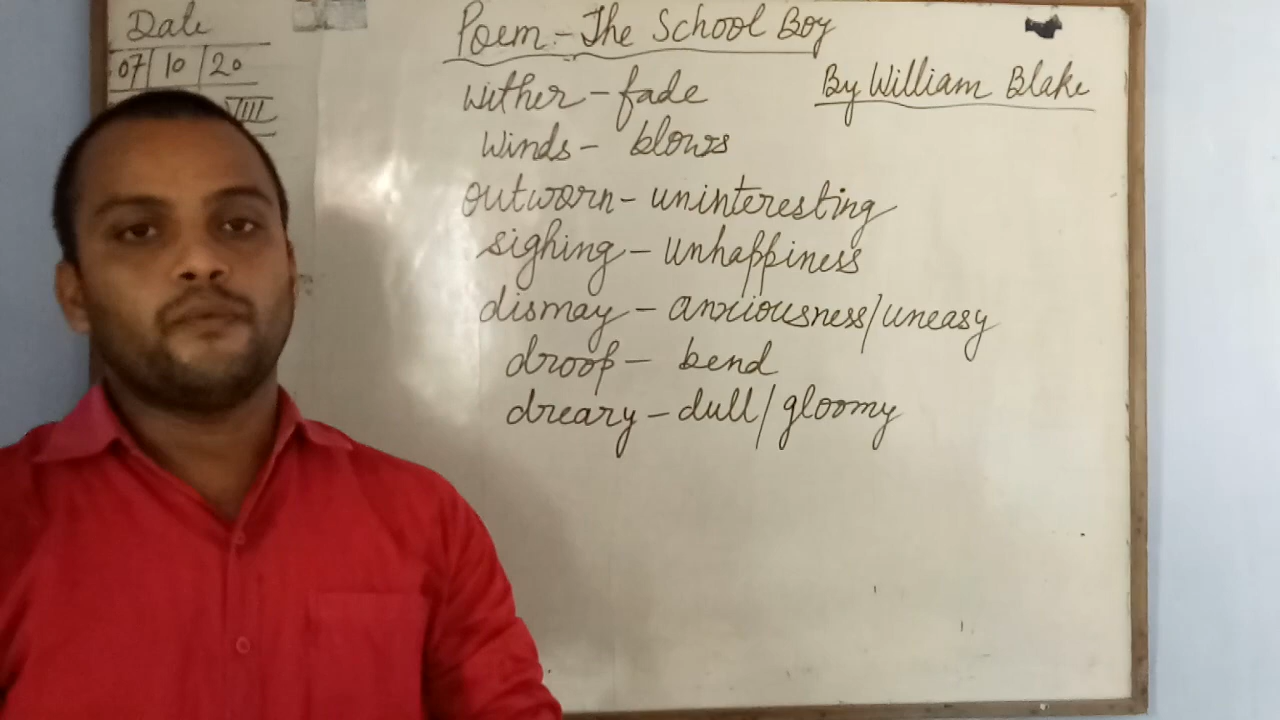 Date
07/10/20
VIII
Poem:- The School Boy
By William Blake
wither - fade
Winds - blows
outworn - uninteresting
sighing - unhappiness
dismay - anxiousness/uneasy
droop - bend
dreary - dull/gloomy